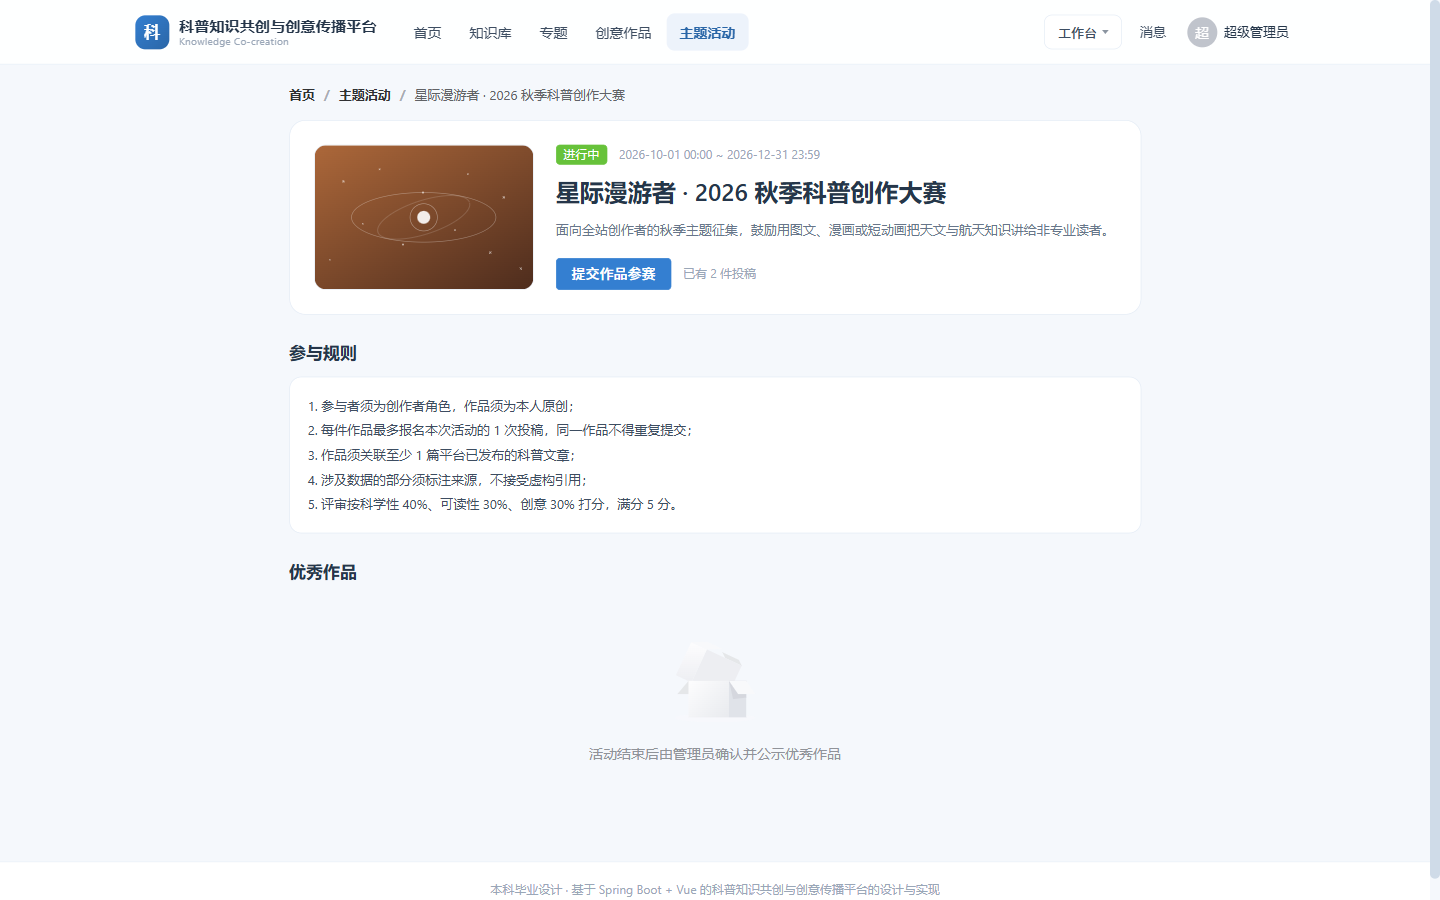 科 科普知识共创与创意传播平台
Knowledge Co-creation
首页 知识库 专题 创意作品 主题活动 工作台 消息 超 超级管理员
首页 / 主题活动 / 星际漫游者 · 2026 秋季科普创作大赛
进行中 2026-10-01 00:00 ~ 2026-12-31 23:59
星际漫游者 · 2026 秋季科普创作大赛
面向全站创作者的秋季主题征集，鼓励用图文、漫画或短动画把天文与航天知识讲给非专业读者。
提交作品参赛 已有 2 件投稿
参与规则
1. 参与者须为创作者角色，作品须为本人原创；
2. 每件作品最多报名本次活动的 1 次投稿，同一作品不得重复提交；
3. 作品须关联至少 1 篇平台已发布的科普文章；
4. 涉及数据的部分须标注来源，不接受虚构引用；
5. 评审按科学性 40%、可读性 30%、创意 30% 打分，满分 5 分。
优秀作品
活动结束后由管理员确认并公示优秀作品
本科毕业设计 · 基于 Spring Boot + Vue 的科普知识共创与创意传播平台的设计与实现